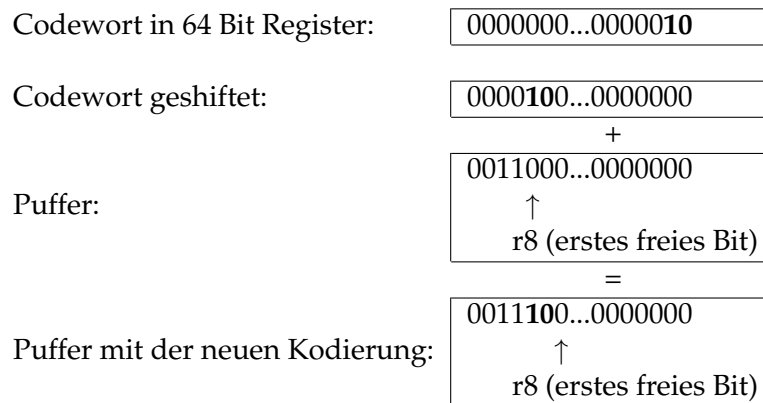 Codewort in 64 Bit Register: 0000000...0000010
Codewort geshiftet: 0000100...0000000
+
0011000...0000000
Puffer: ↑
r8 (erstes freies Bit)
=
0011100...0000000
Puffer mit der neuen Kodierung: ↑
r8 (erstes freies Bit)